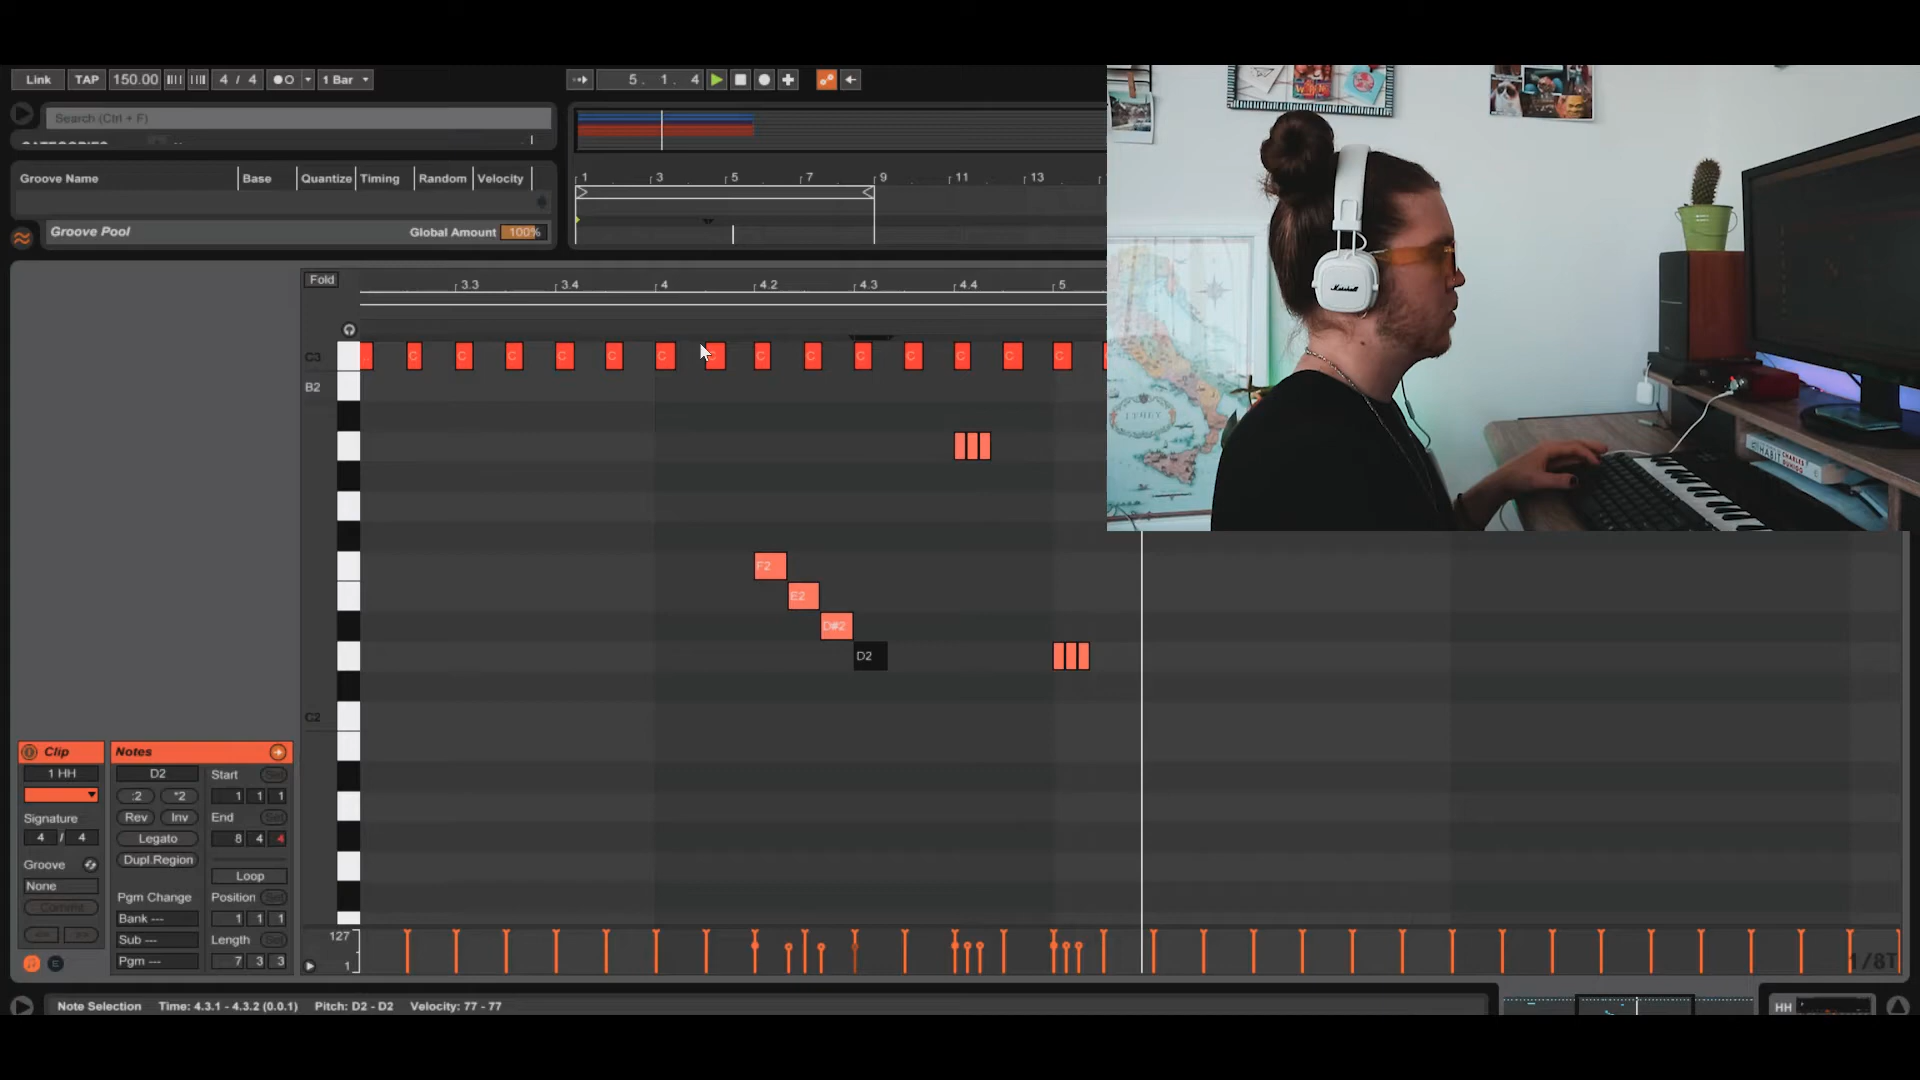 Link TAP 150.00 4 / 4 1 Bar 5. 1. 4
Search (Ctrl + F)
CATEGORIES
Groove Name Base Quantize Timing Random Velocity
Groove Pool Global Amount 100%
1 3 5 7 9 11 13
Fold
3.3 3.4 4 4.2 4.3 4.4 5
C3 C C C C C C C C C C C C C
B2
F2
E2
D#2
D2
C2
Clip Notes
1 HH D2 Start
:2 *2 1 1 1
Signature Rev Inv End
4 / 4 Legato 8 4 4
Groove Dupl.Region
None Loop
Commit Pgm Change Position
Bank --- 1 1 1
Sub --- Length
Pgm --- 7 3 3
127
1
1/8T
Note Selection Time: 4.3.1 - 4.3.2 (0.0.1) Pitch: D2 - D2 Velocity: 77 - 77
HH
Marshall
CHARLES
HABIT DUHIGG